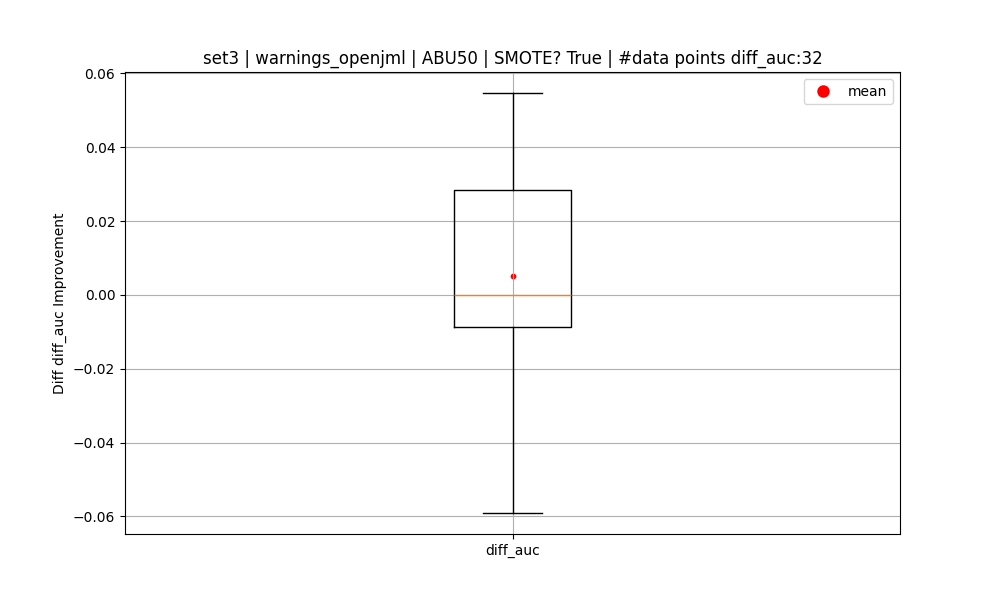 set3 | warnings_openjml | ABU50 | SMOTE? True | #data points diff_auc:32
mean
Diff diff_auc Improvement
0.06
0.04
0.02
0.00
−0.02
−0.04
−0.06
diff_auc